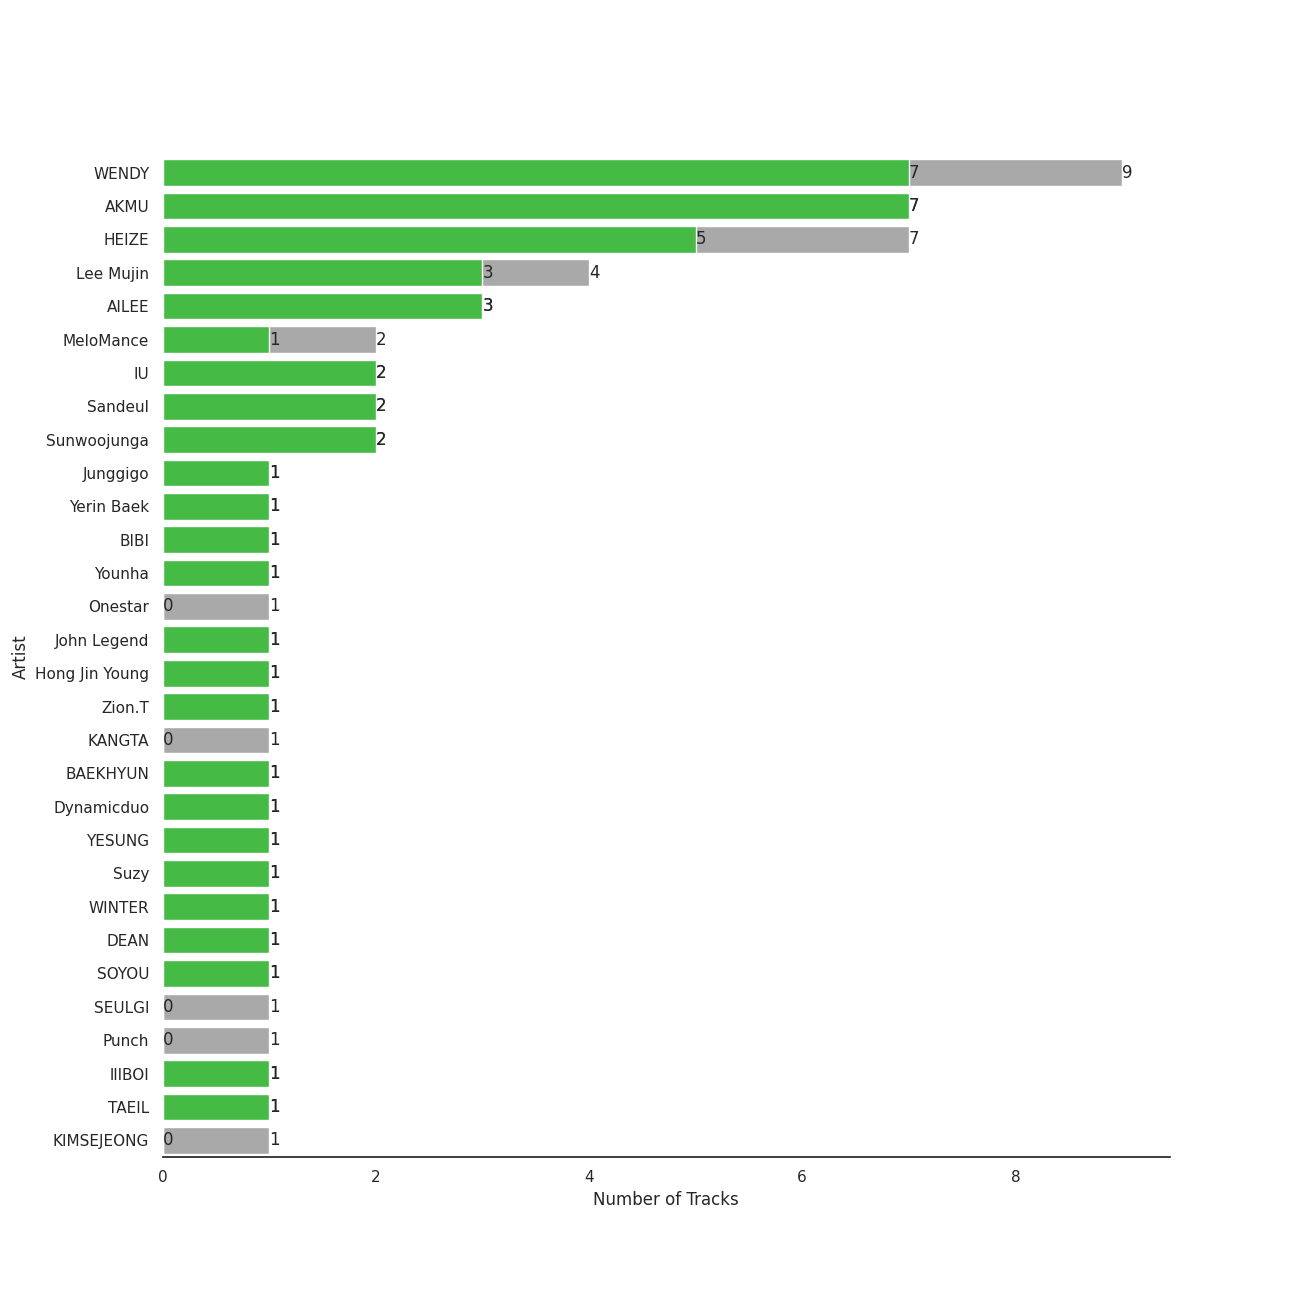 WENDY 7 9
AKMU 7
HEIZE 5 7
Lee Mujin 3 4
AILEE 3
MeloMance 1 2
IU 2
Sandeul 2
Sunwoojunga 2
Junggigo 1
Yerin Baek 1
BIBI 1
Younha 1
Onestar 0 1
John Legend 1
Hong Jin Young 1
Zion.T 1
KANGTA 0 1
BAEKHYUN 1
Dynamicduo 1
YESUNG 1
Suzy 1
WINTER 1
DEAN 1
SOYOU 1
SEULGI 0 1
Punch 0 1
IIIBOI 1
TAEIL 1
KIMSEJEONG 0 1
Artist
0 2 4 6 8
Number of Tracks